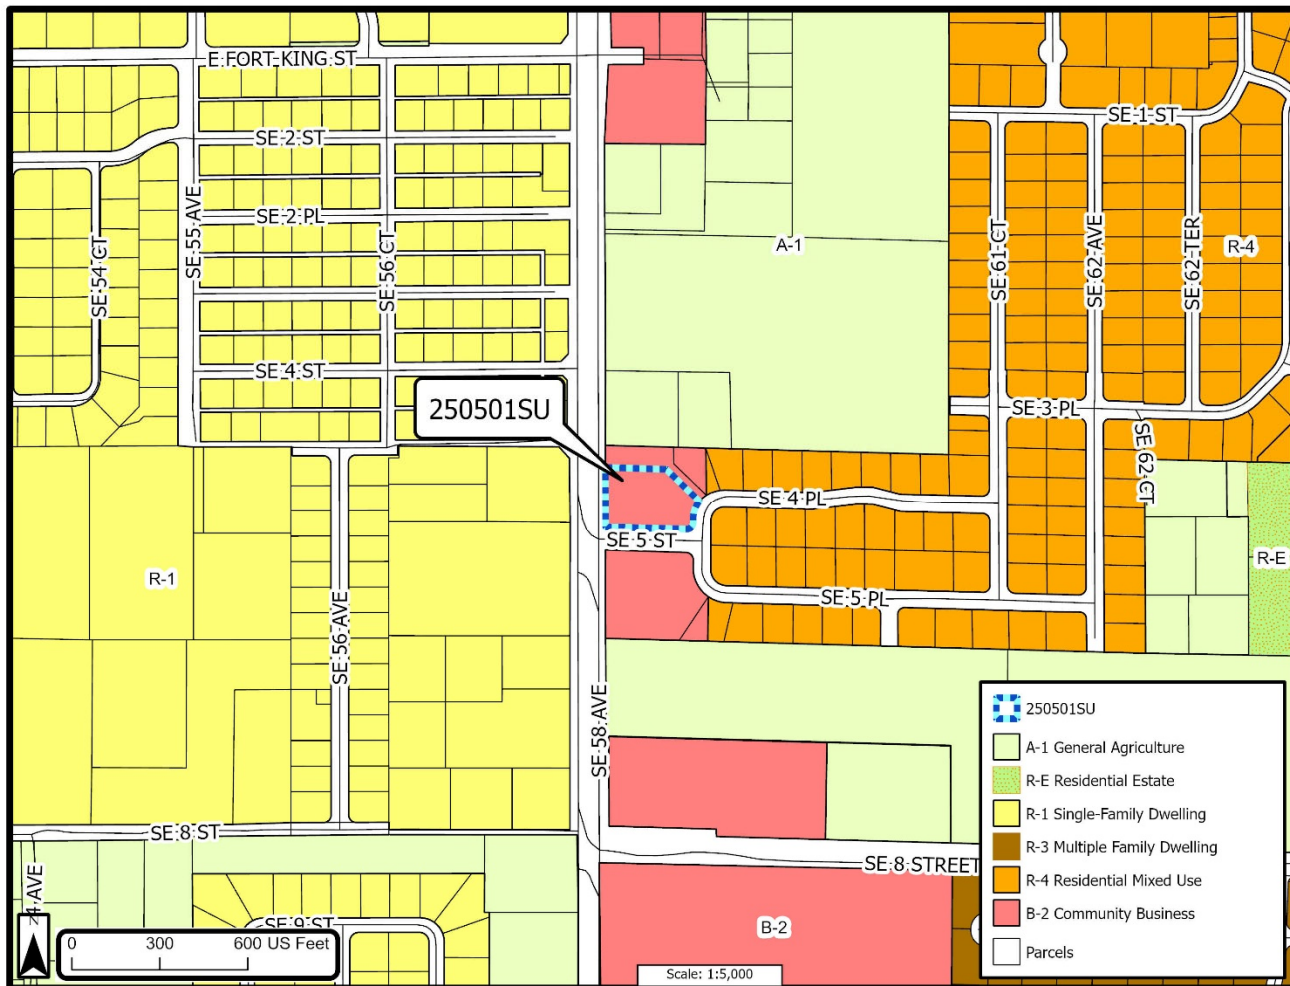 E FORT KING ST
SE 1 ST
SE 2 ST
SE 55 AVE
SE 2 PL
SE 54 CT
SE 56 CT
A-1
SE 61 CT
SE 62 AVE
SE 62 TER
R-4
SE 4 ST
250501SU
SE 3 PL
SE 62 CT
SE 4 PL
SE 5 ST
R-1
R-E
SE 5 PL
SE 56 AVE
SE 58 AVE
250501SU
A-1 General Agriculture
R-E Residential Estate
R-1 Single-Family Dwelling
R-3 Multiple Family Dwelling
R-4 Residential Mixed Use
B-2 Community Business
Parcels
SE 8 ST
SE 8 STREET
AVE
SE 9 ST
B-2
0 300 600 US Feet
Scale: 1:5,000